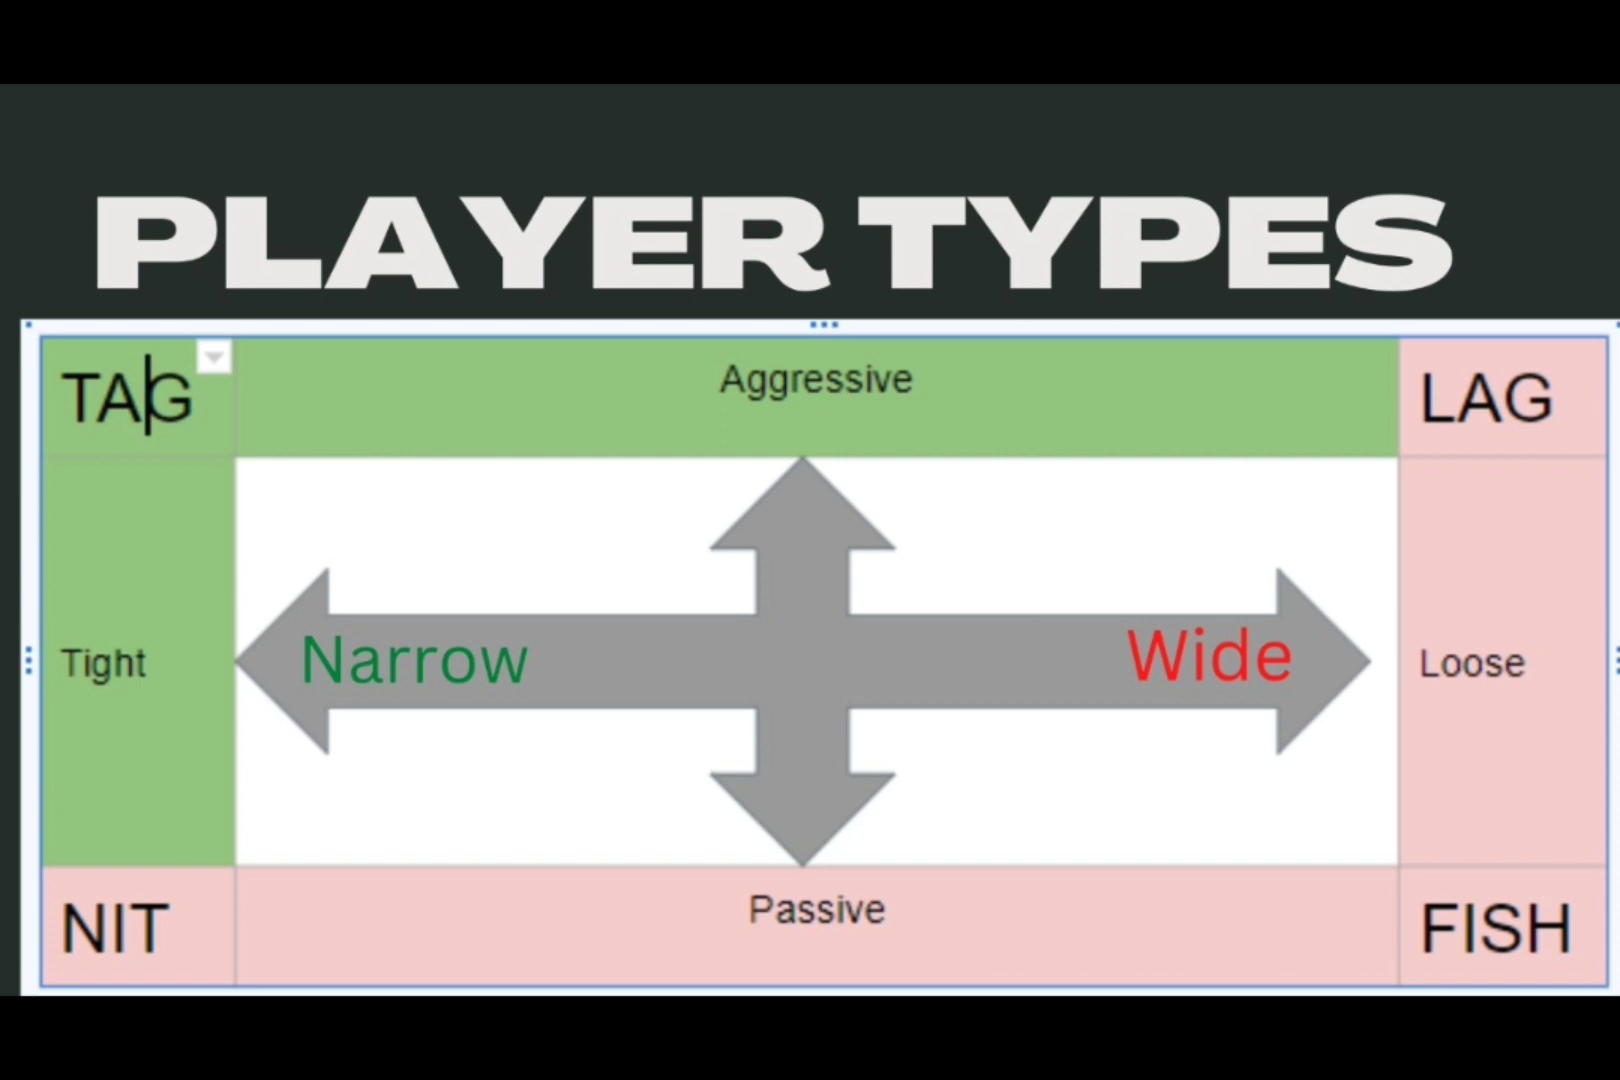 PLAYER TYPES
TAG
Aggressive
LAG
Tight
Narrow
Wide
Loose
NIT
Passive
FISH